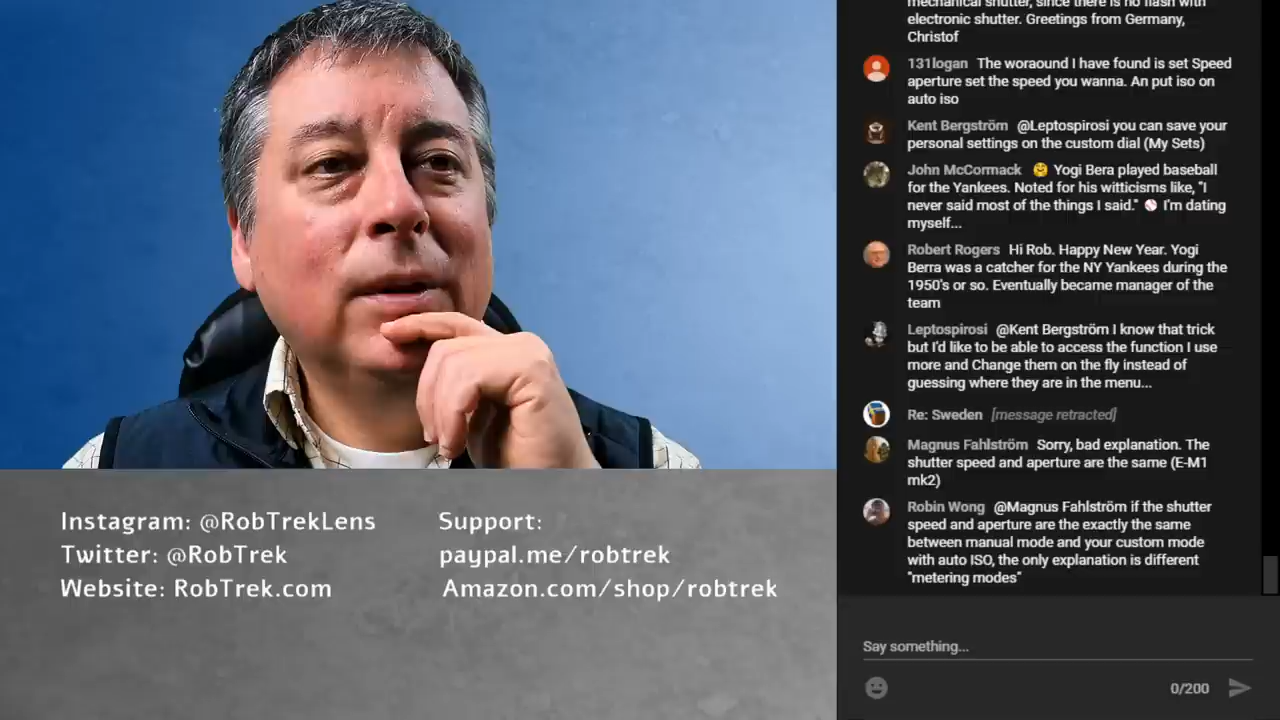 mechanical shutter, since there is no flash with
electronic shutter. Greetings from Germany,
Christof
131logan The woraound I have found is set Speed
aperture set the speed you wanna. An put iso on
auto iso
Kent Bergström @Leptospirosi you can save your
personal settings on the custom dial (My Sets)
John McCormack 🤗 Yogi Bera played baseball
for the Yankees. Noted for his witticisms like, "I
never said most of the things I said." ⚾ I'm dating
myself...
Robert Rogers Hi Rob. Happy New Year. Yogi
Berra was a catcher for the NY Yankees during the
1950's or so. Eventually became manager of the
team
Leptospirosi @Kent Bergström I know that trick
but I'd like to be able to access the function I use
more and Change them on the fly instead of
guessing where they are in the menu...
Re: Sweden [message retracted]
Magnus Fahlström Sorry, bad explanation. The
shutter speed and aperture are the same (E-M1
mk2)
Robin Wong @Magnus Fahlström if the shutter
speed and aperture are the exactly the same
between manual mode and your custom mode
with auto ISO, the only explanation is different
"metering modes"
Say something...
0/200
Instagram: @RobTrekLens
Twitter: @RobTrek
Website: RobTrek.com
Support:
paypal.me/robtrek
Amazon.com/shop/robtrek